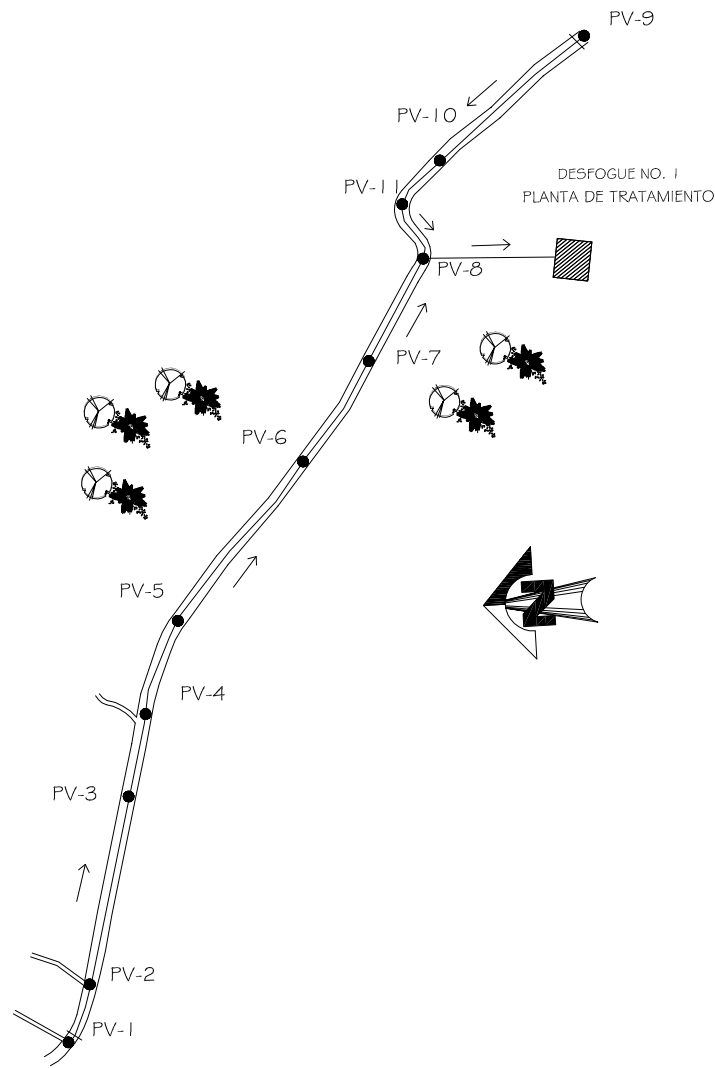 PV-9
PV-10
DESFOGUE NO. 1
PLANTA DE TRATAMIENTO
PV-11
PV-8
PV-7
PV-6
PV-5
PV-4
PV-3
PV-2
PV-1
N